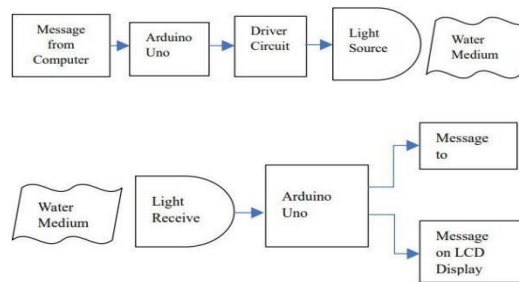 Message
from
Computer
Arduino
Uno
Driver
Circuit
Light
Source
Water
Medium
Water
Medium
Light
Receive
Arduino
Uno
Message
to
Message
on LCD
Display